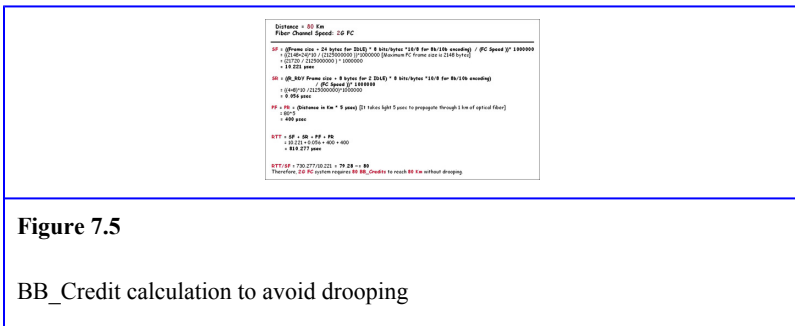 Distance = 80 Km
Fiber Channel Speed: 2G FC
SF = ((Frame size + 24 bytes for IDLE) * 8 bits/bytes *10/8 for 8b/10b encoding) / (FC Speed ))* 1000000
= ((2148+24)*10 / (2125000000 ))*1000000 [Maximum FC frame size is 2148 bytes]
= (21720 / 2125000000 ) * 1000000
= 10.221 µsec
SR = ((R_RDY Frame size + 8 bytes for 2 IDLE) * 8 bits/bytes *10/8 for 8b/10b encoding)
/ (FC Speed ))* 1000000
= ((4+8)*10 /2125000000)*1000000
= 0.056 µsec
PF = PR = (Distance in Km * 5 µsec) [It takes light 5 µsec to propagate through 1 km of optical fiber]
= 80*5
= 400 µsec
RTT = SF + SR + PF + PR
= 10.221 + 0.056 + 400 + 400
= 810.277 µsec
RTT/SF = 730.277/10.221 = 79.28 ~= 80
Therefore, 2G FC system requires 80 BB_Credits to reach 80 Km without drooping.
Figure 7.5
BB_Credit calculation to avoid drooping